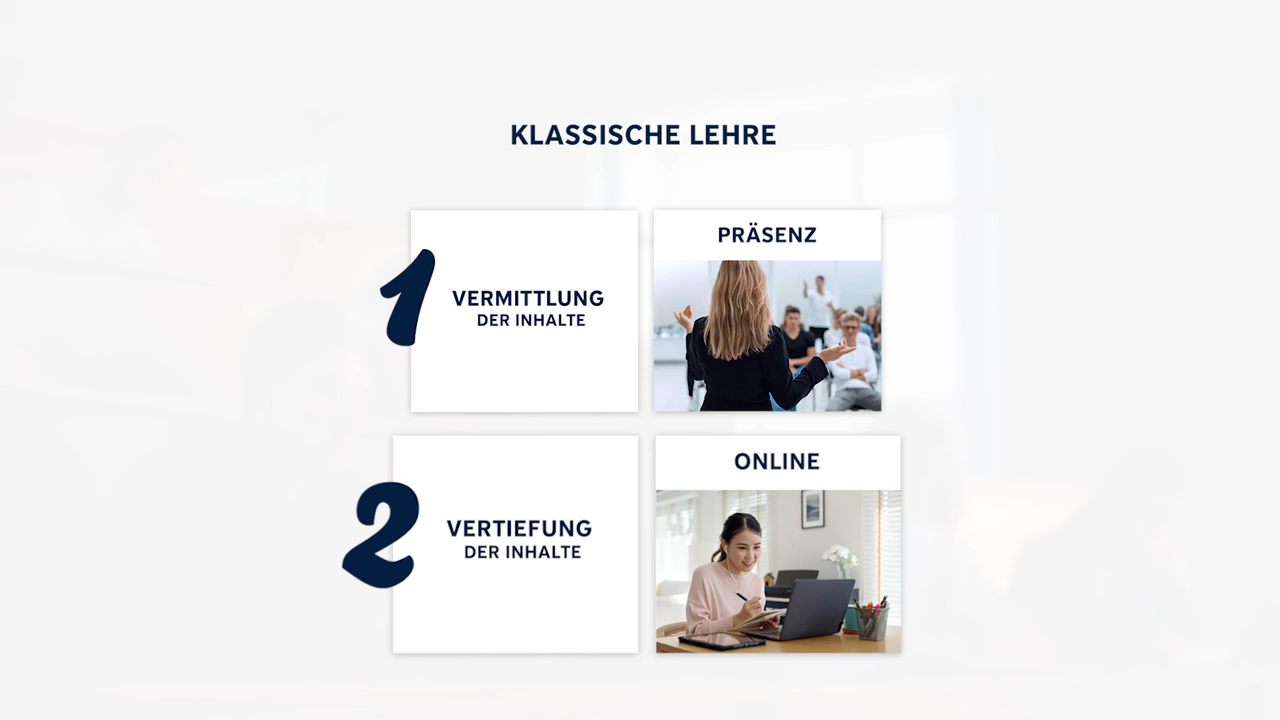 KLASSISCHE LEHRE
1
VERMITTLUNG
DER INHALTE
PRÄSENZ
2
VERTIEFUNG
DER INHALTE
ONLINE